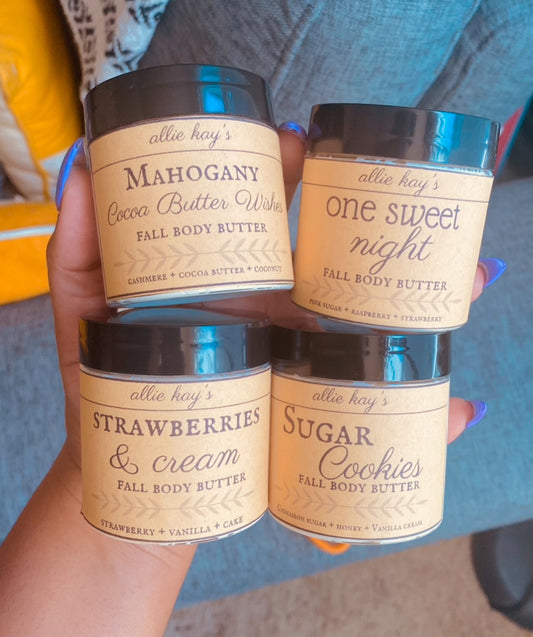 allie kay's
MAHOGANY
Cocoa Butter Wishes
FALL BODY BUTTER
CASHMERE + COCOA BUTTER + COCONUT
allie kay's
one sweet
night
FALL BODY BUTTER
PINK SUGAR + RASPBERRY + STRAWBERRY
allie kay's
STRAWBERRIES
& cream
FALL BODY BUTTER
STRAWBERRY + VANILLA + CAKE
allie kay's
SUGAR
Cookies
FALL BODY BUTTER
CINNAMON SUGAR + HONEY + VANILLA CREAM